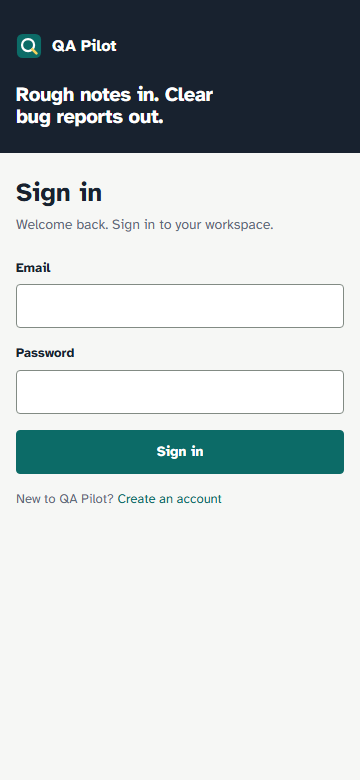 QA Pilot
Rough notes in. Clear
bug reports out.
Sign in
Welcome back. Sign in to your workspace.
Email
Password
Sign in
New to QA Pilot? Create an account